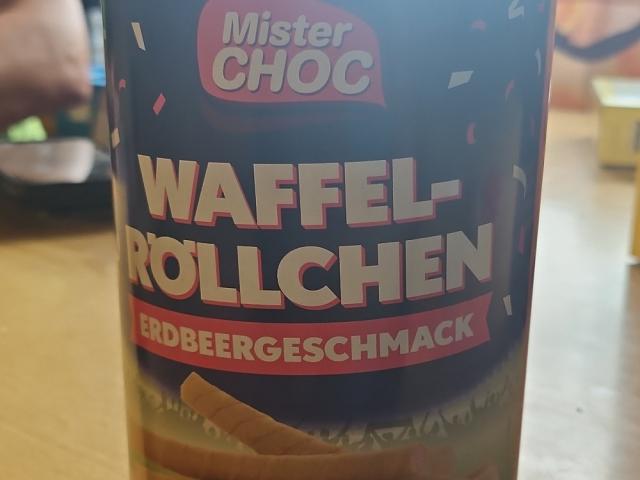 Mister
CHOC
WAFFEL-
RÖLLCHEN
ERDBEERGESCHMACK